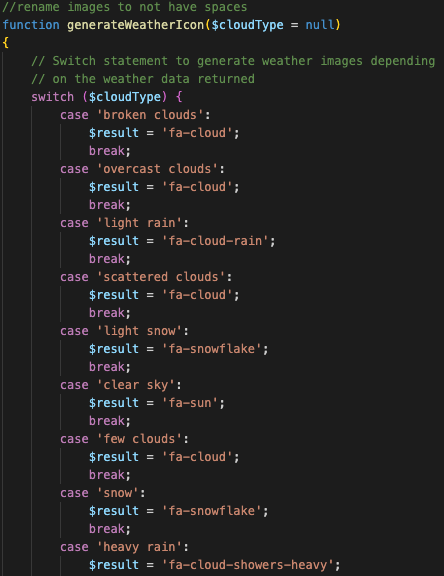 //rename images to not have spaces
function generateWeatherIcon($cloudType = null)
{
// Switch statement to generate weather images depending
// on the weather data returned
switch ($cloudType) {
case 'broken clouds':
$result = 'fa-cloud';
break;
case 'overcast clouds':
$result = 'fa-cloud';
break;
case 'light rain':
$result = 'fa-cloud-rain';
break;
case 'scattered clouds':
$result = 'fa-cloud';
break;
case 'light snow':
$result = 'fa-snowflake';
break;
case 'clear sky':
$result = 'fa-sun';
break;
case 'few clouds':
$result = 'fa-cloud';
break;
case 'snow':
$result = 'fa-snowflake';
break;
case 'heavy rain':
$result = 'fa-cloud-showers-heavy';